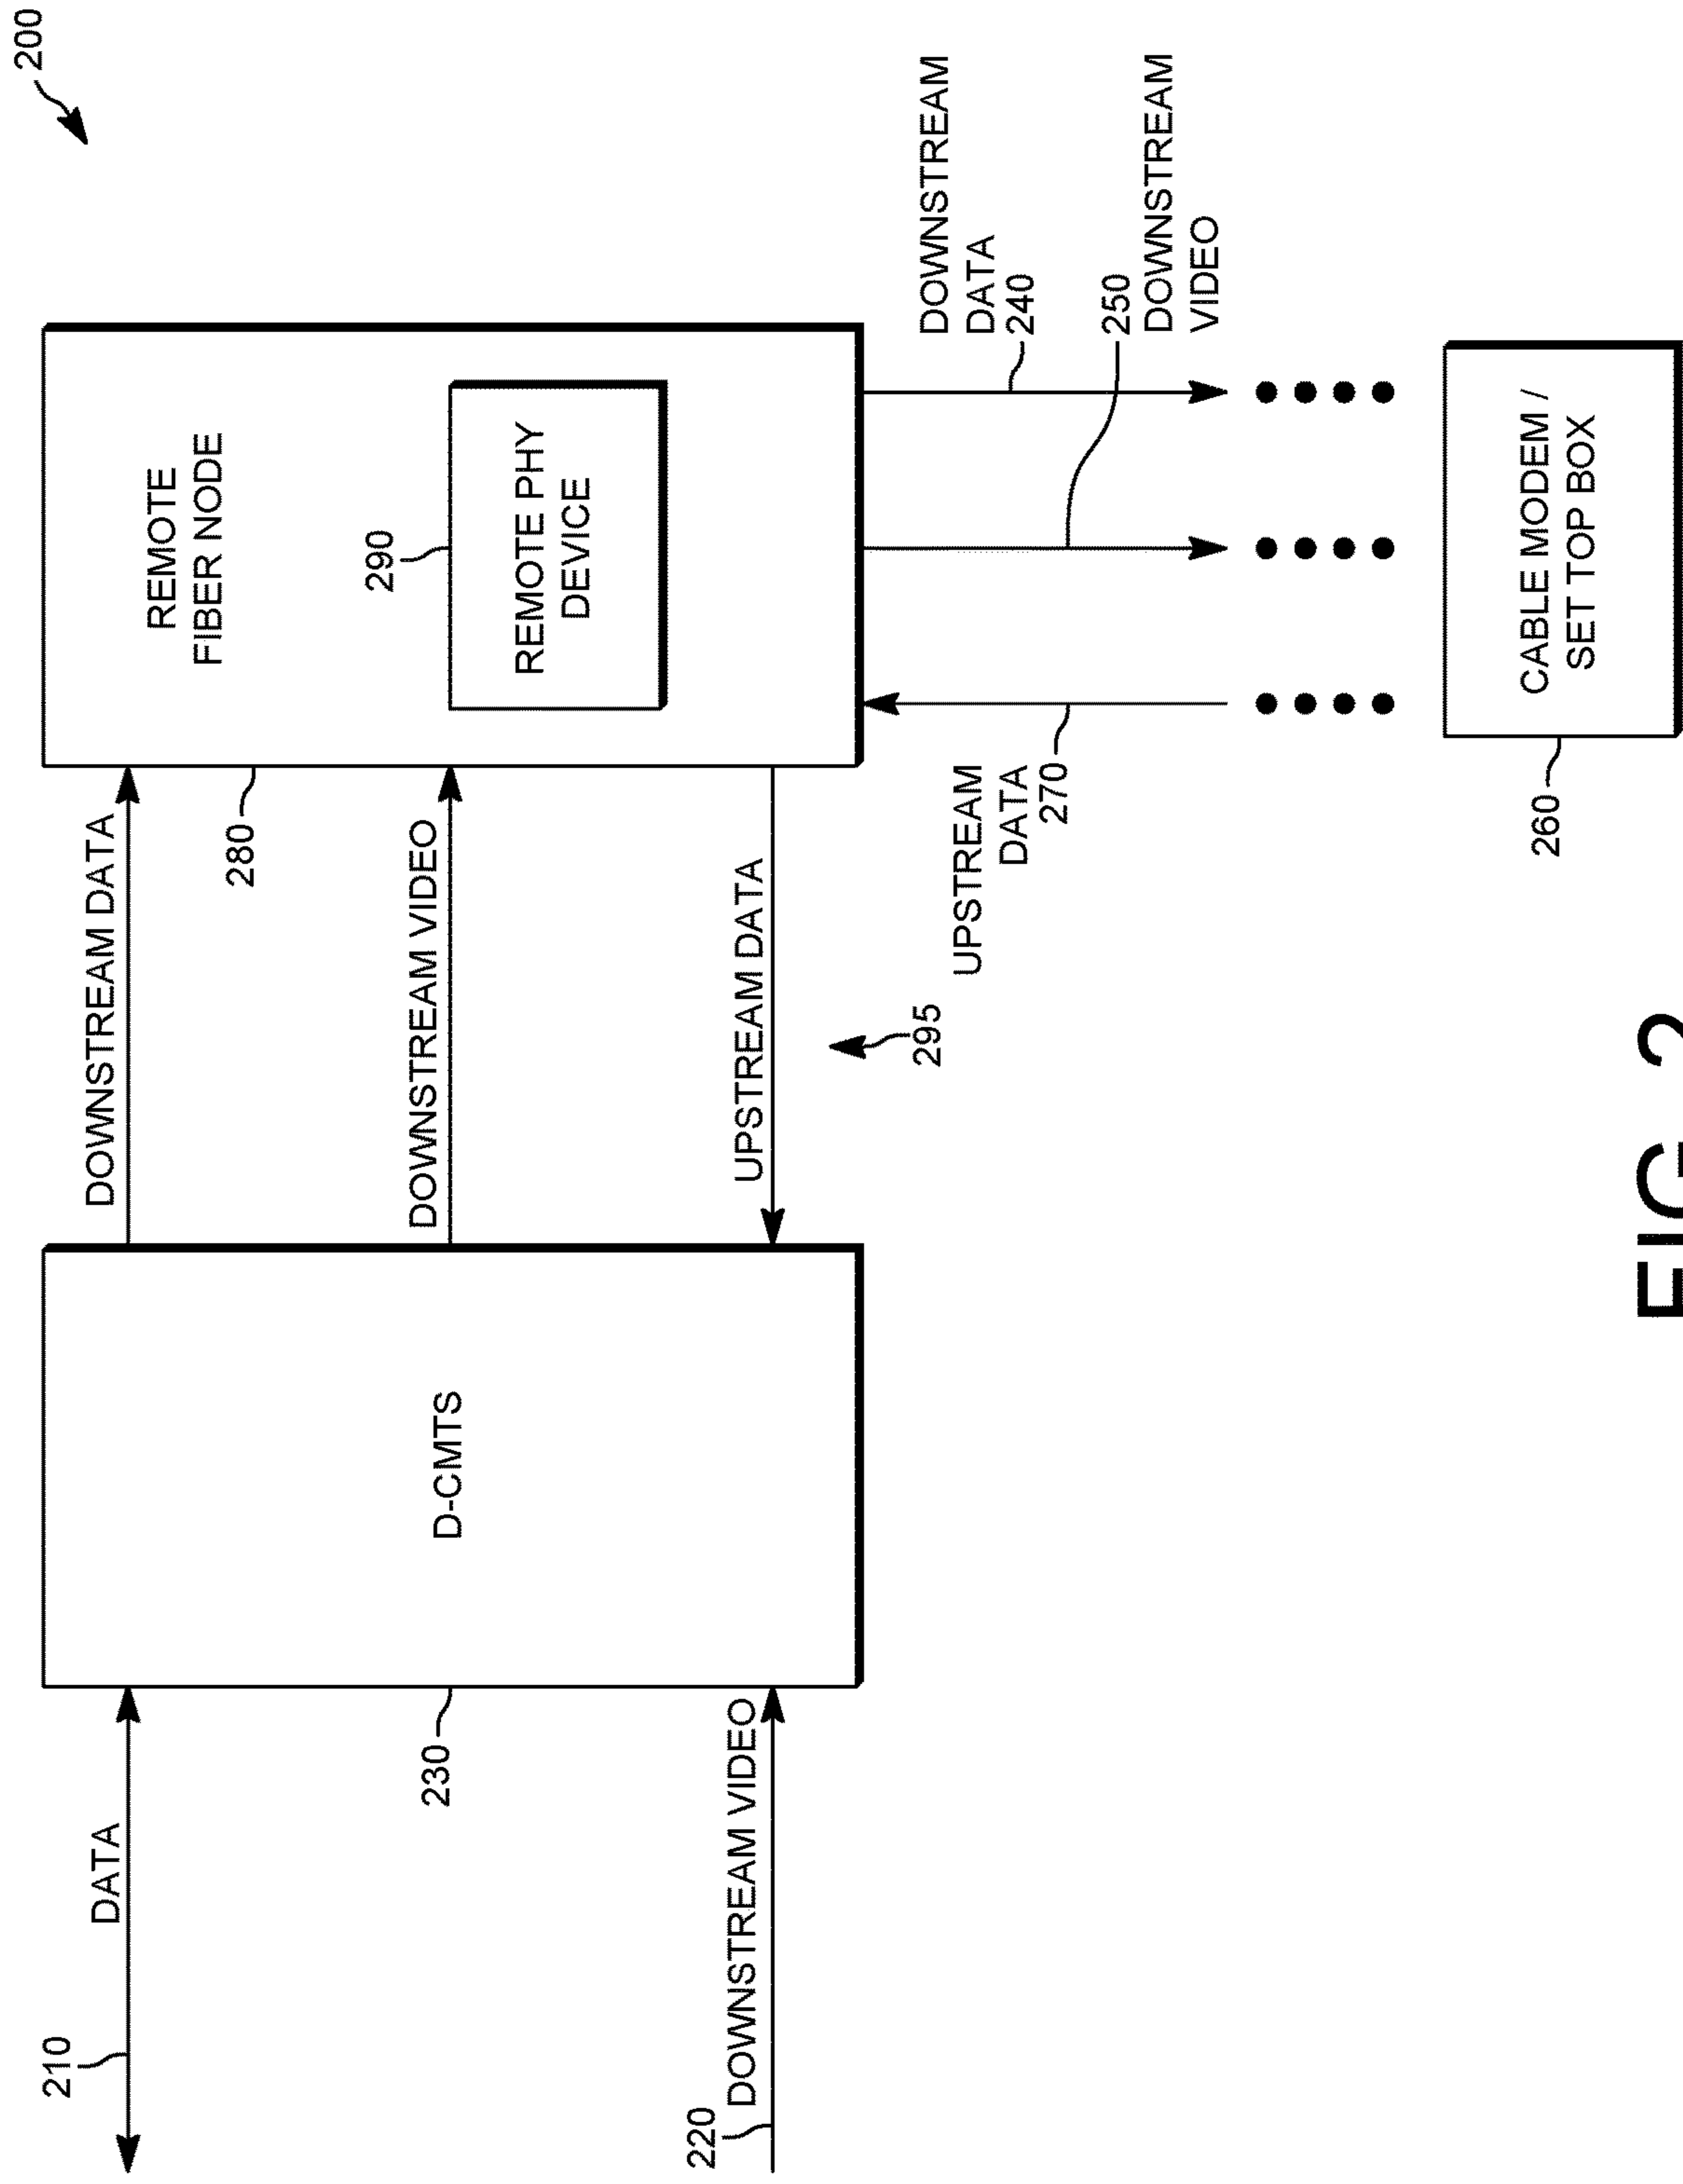 200
210
DATA
DOWNSTREAM DATA
REMOTE
FIBER NODE
280
290
230
D-CMTS
DOWNSTREAM VIDEO
REMOTE PHY
DEVICE
220
DOWNSTREAM VIDEO
UPSTREAM DATA
295
UPSTREAM
DATA
270
DOWNSTREAM
DATA
240
250
DOWNSTREAM
VIDEO
260
CABLE MODEM /
SET TOP BOX
FIG 2